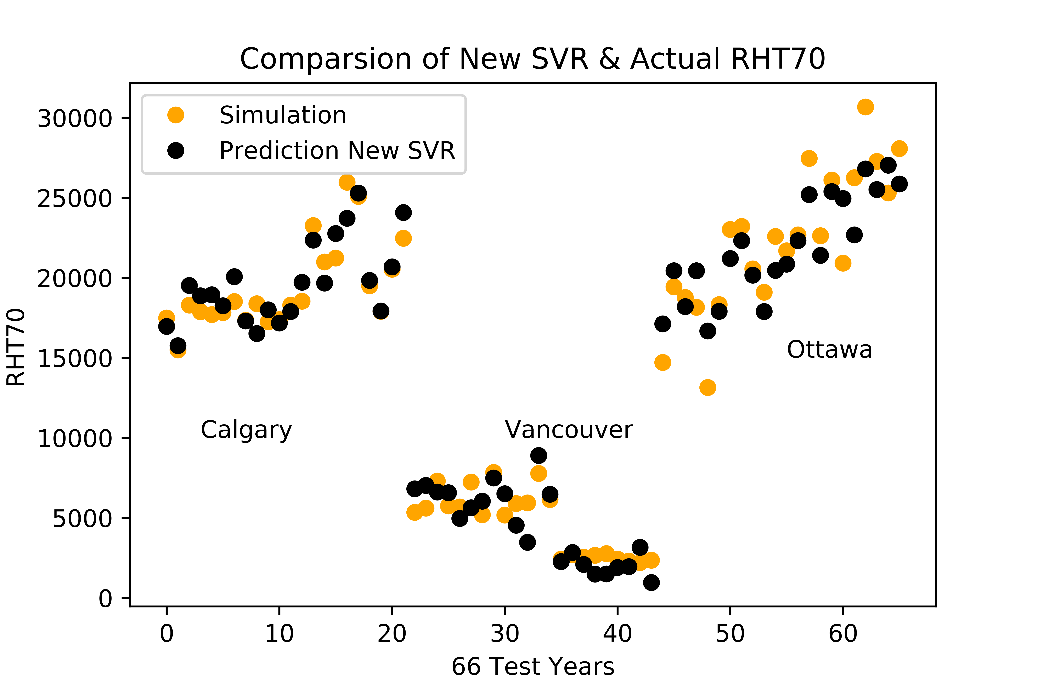 Comparsion of New SVR & Actual RHT70
30000
25000
20000
15000
10000
5000
0
RHT70
Simulation
Prediction New SVR
Calgary
Vancouver
Ottawa
0 10 20 30 40 50 60
66 Test Years